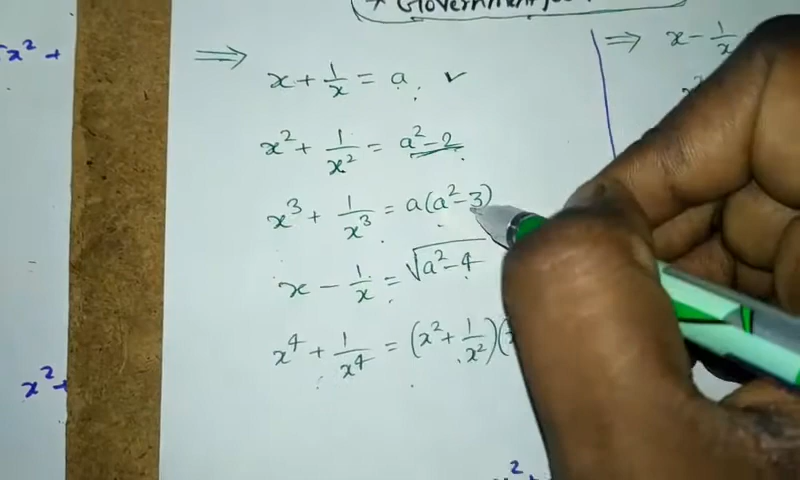 x² +
⇒ x + 1/x = a. ✓
⇒ x - 1/x
x² + 1/x² = a² - 2
x³ + 1/x³ = a(a² - 3)
x - 1/x = √a² - 4
x⁴ + 1/x⁴ = (x² + 1/x²)(
x² +
x²